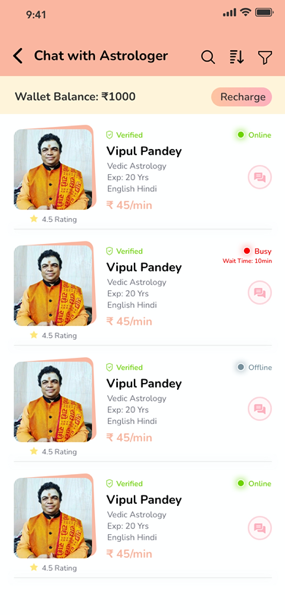 9:41
Chat with Astrologer
Wallet Balance: ₹1000
Recharge
Verified
Online
Vipul Pandey
Vedic Astrology
Exp: 20 Yrs
English Hindi
₹ 45/min
4.5 Rating
Verified
Busy
Wait Time: 10min
Vipul Pandey
Vedic Astrology
Exp: 20 Yrs
English Hindi
₹ 45/min
4.5 Rating
Verified
Offline
Vipul Pandey
Vedic Astrology
Exp: 20 Yrs
English Hindi
₹ 45/min
4.5 Rating
Verified
Online
Vipul Pandey
Vedic Astrology
Exp: 20 Yrs
English Hindi
₹ 45/min
4.5 Rating